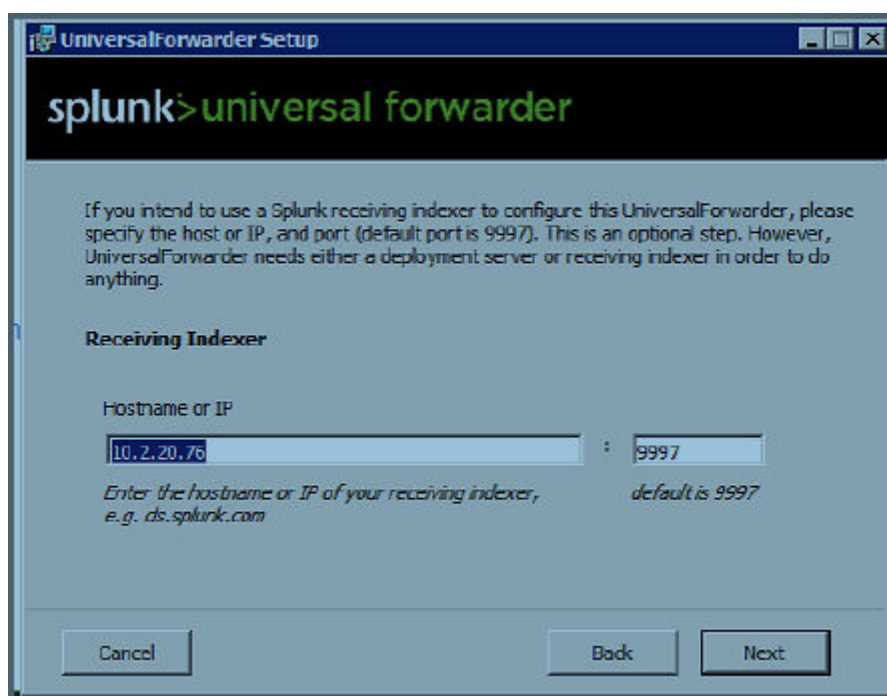 UniversalForwarder Setup
splunk>universal forwarder
If you intend to use a Splunk receiving indexer to configure this UniversalForwarder, please
specify the host or IP, and port (default port is 9997). This is an optional step. However,
UniversalForwarder needs either a deployment server or receiving indexer in order to do
anything.
Receiving Indexer
Hostname or IP
10.2.20.76 : 9997
Enter the hostname or IP of your receiving indexer, default is 9997
e.g. ds.splunk.com
Cancel Back Next